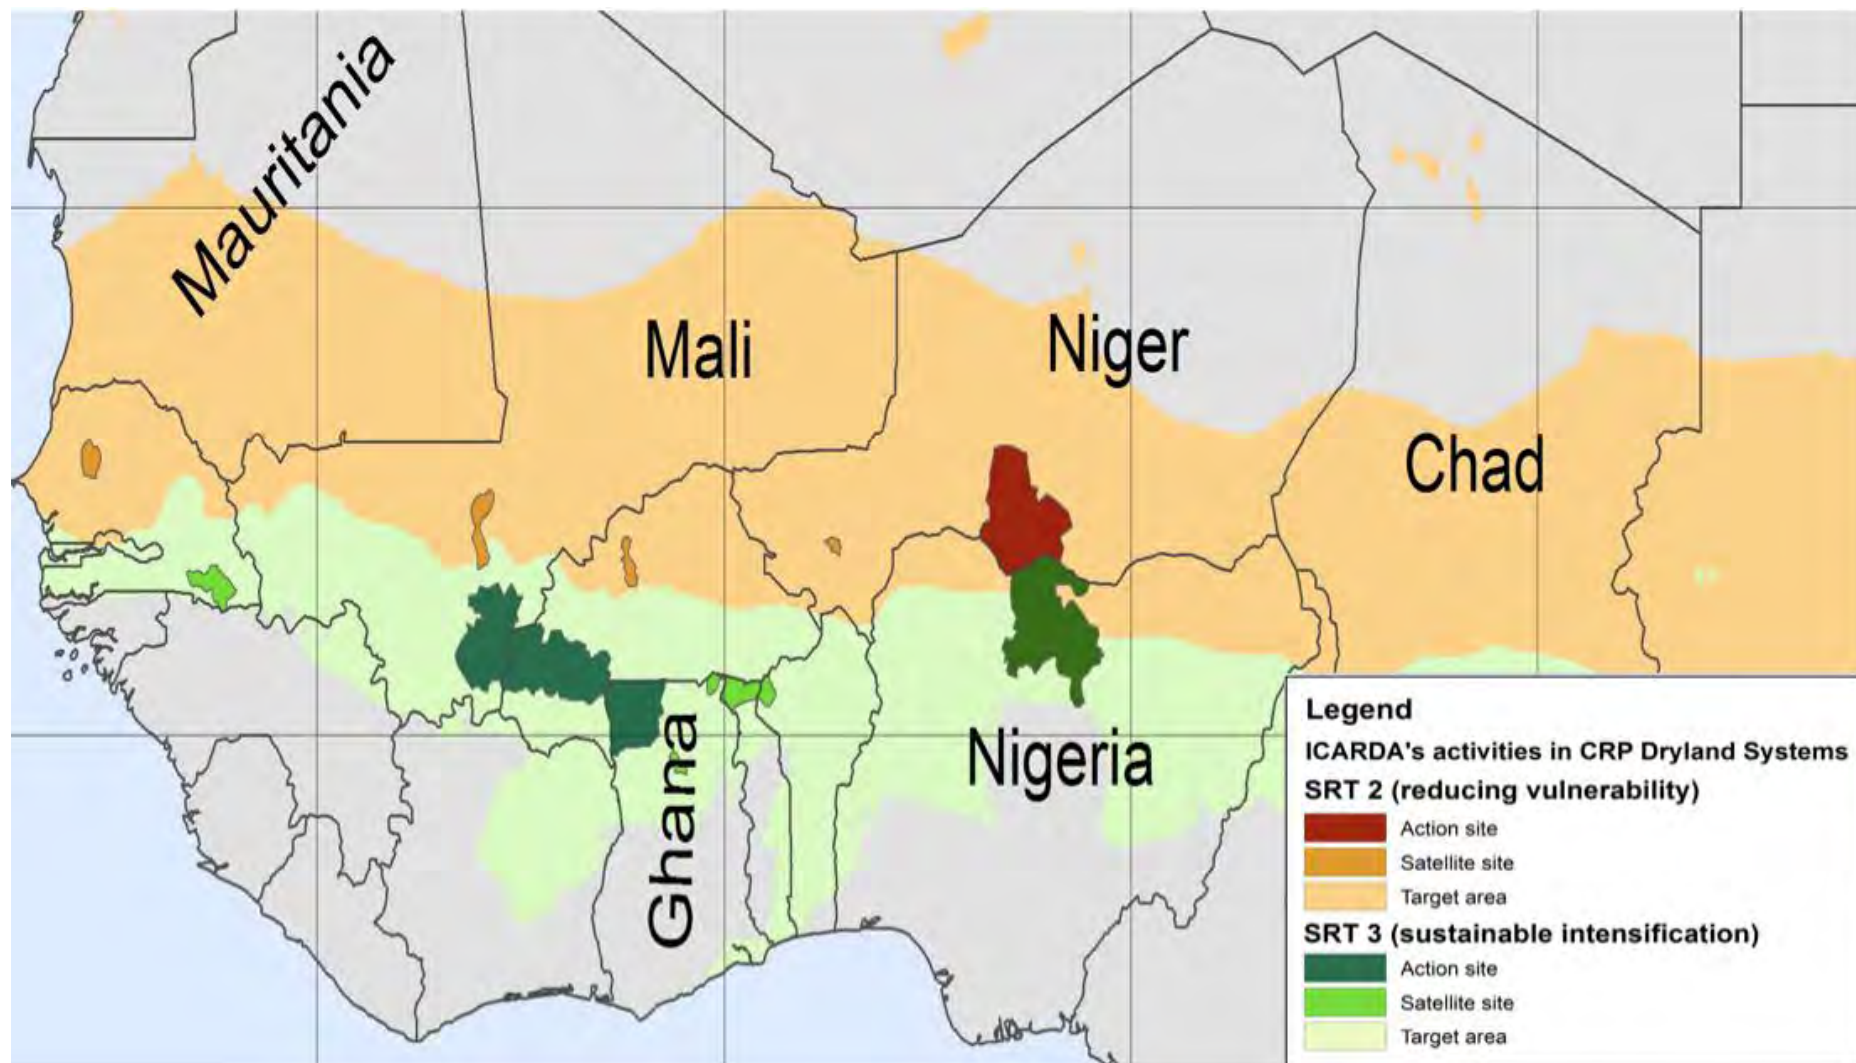 Mauritania
Mali
Niger
Chad
Nigeria
Ghana
Legend
ICARDA's activities in CRP Dryland Systems
SRT 2 (reducing vulnerability)
Action site
Satellite site
Target area
SRT 3 (sustainable intensification)
Action site
Satellite site
Target area